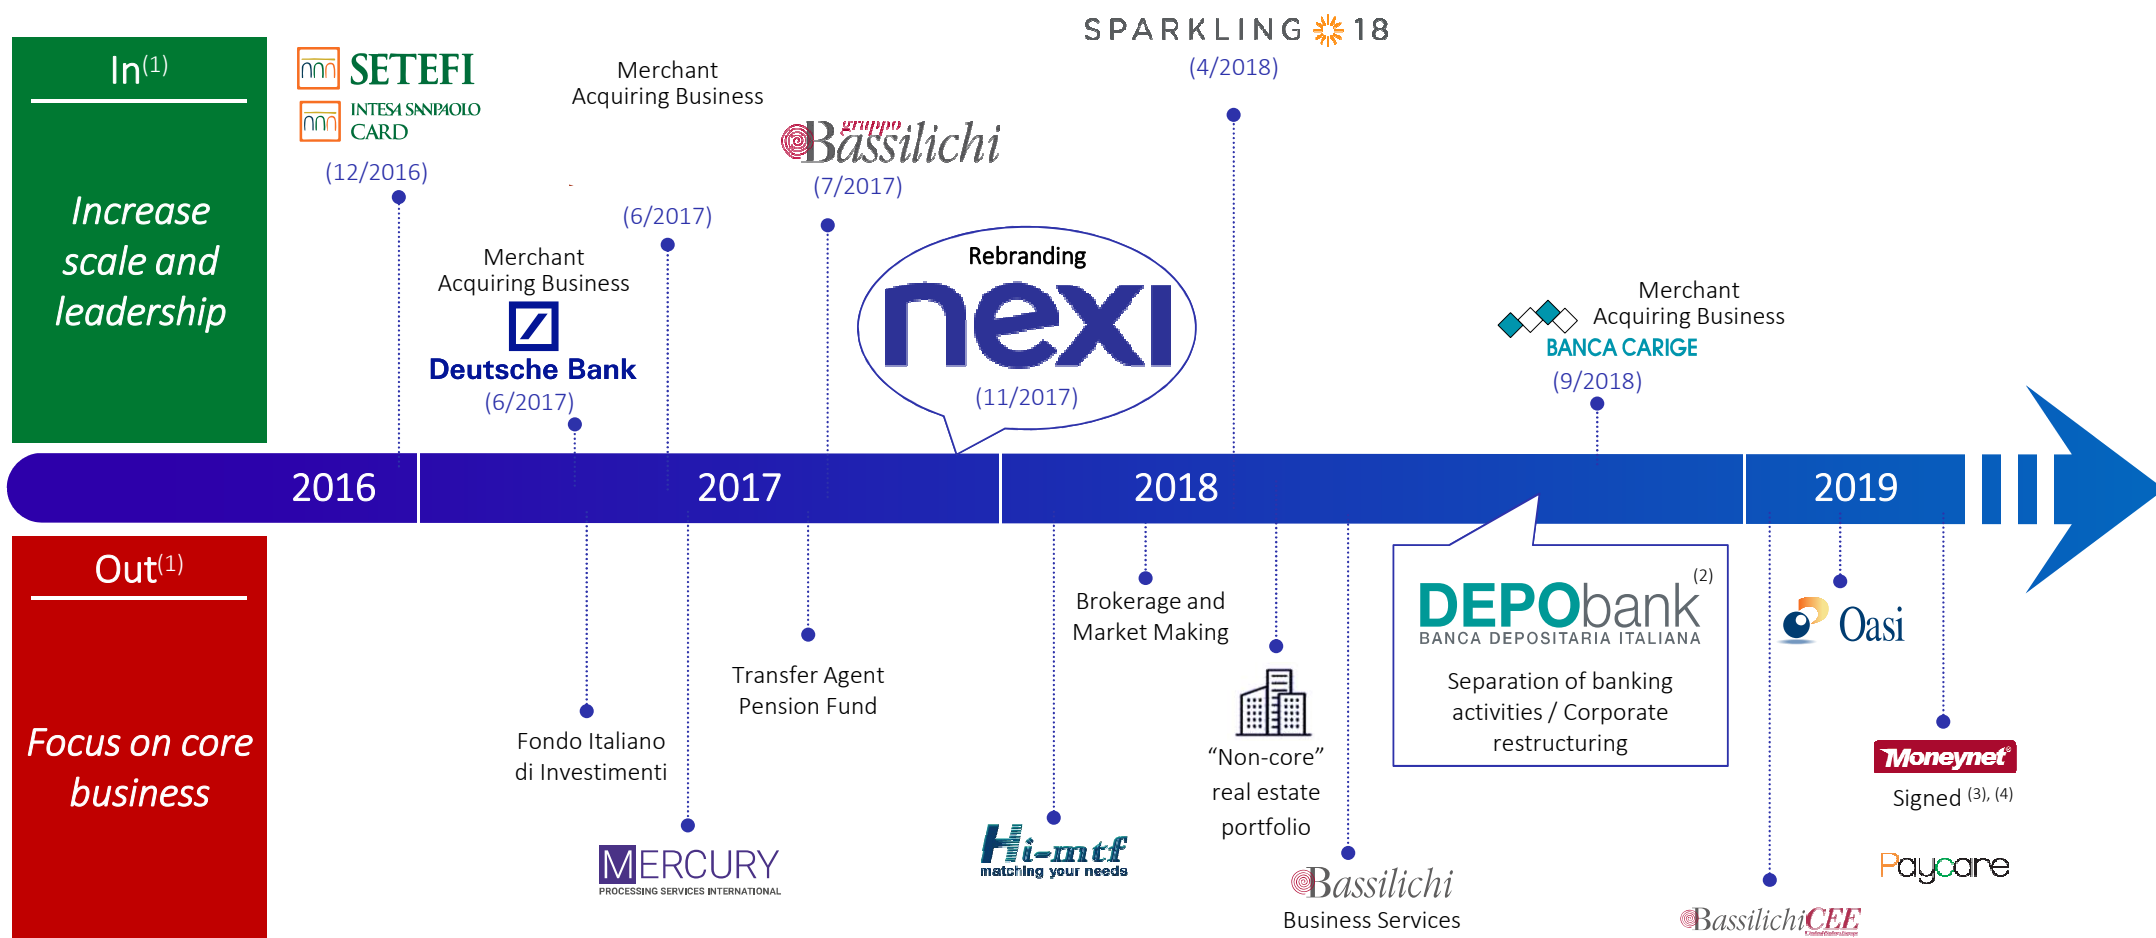 In(1)
Increase
scale and
leadership
SETEFI
INTESA SANPAOLO
CARD
(12/2016)
Merchant
Acquiring Business
Deutsche Bank
(6/2017)
Merchant
Acquiring Business
(6/2017)
gruppo
Bassilichi
(7/2017)
Rebranding
nexi
(11/2017)
SPARKLING 18
(4/2018)
Merchant
Acquiring Business
BANCA CARIGE
(9/2018)
2016 2017 2018 2019
Out(1)
Focus on core
business
Fondo Italiano
di Investimenti
MERCURY
PROCESSING SERVICES INTERNATIONAL
Transfer Agent
Pension Fund
Hi-mtf
matching your needs
Brokerage and
Market Making
“Non-core”
real estate
portfolio
Bassilichi
Business Services
DEPObank (2)
BANCA DEPOSITARIA ITALIANA
Separation of banking
activities / Corporate
restructuring
BassilichiCEE
Oasi
Moneynet®
Signed (3), (4)
Paycare